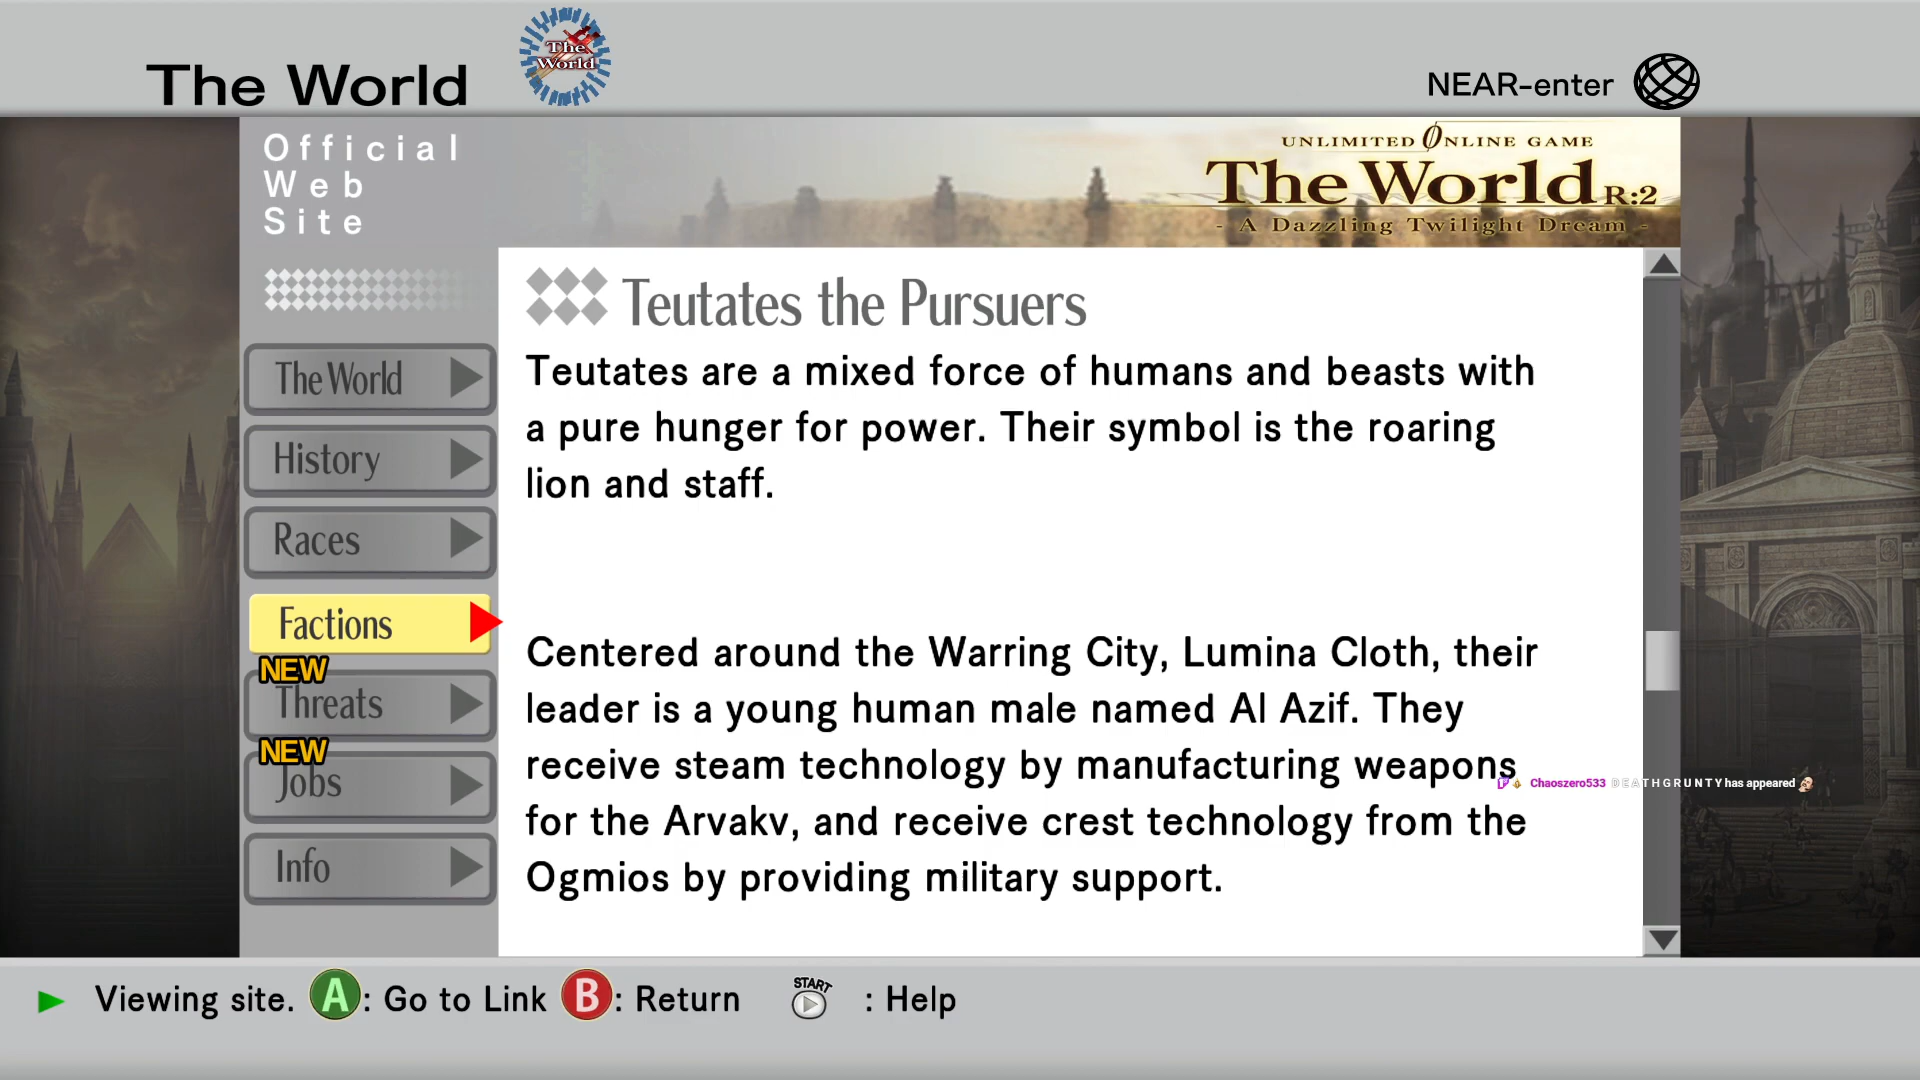 The World
The
World
NEAR-enter
Official
Web
Site
UNLIMITED ONLINE GAME
The World R:2
- A Dazzling Twilight Dream -
The World
History
Races
Factions
NEW
Threats
NEW
Jobs
Info
Teutates the Pursuers
Teutates are a mixed force of humans and beasts with
a pure hunger for power. Their symbol is the roaring
lion and staff.
Centered around the Warring City, Lumina Cloth, their
leader is a young human male named Al Azif. They
receive steam technology by manufacturing weapons
for the Arvakv, and receive crest technology from the
Ogmios by providing military support.
Chaoszero533 D E A T H G R U N T Y has appeared
Viewing site. A : Go to Link B : Return START : Help